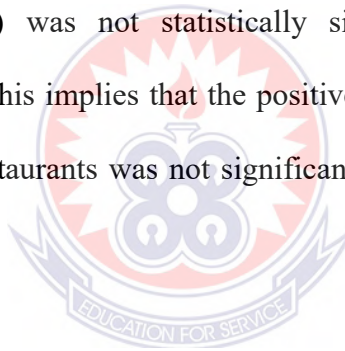 ) was not statistically si
his implies that the positive
taurants was not significan
EDUCATION FOR SERVICE